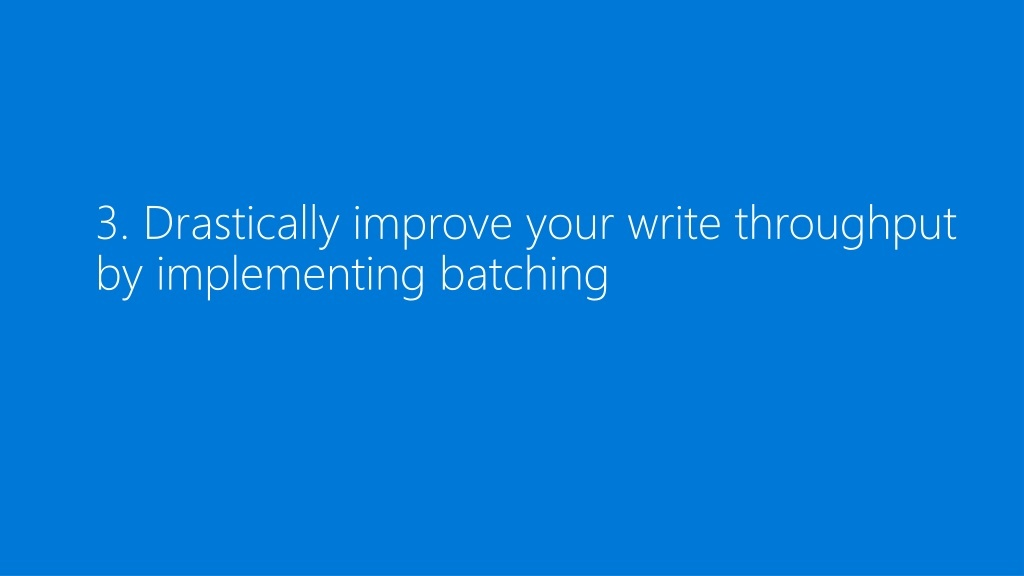 3. Drastically improve your write throughput
by implementing batching